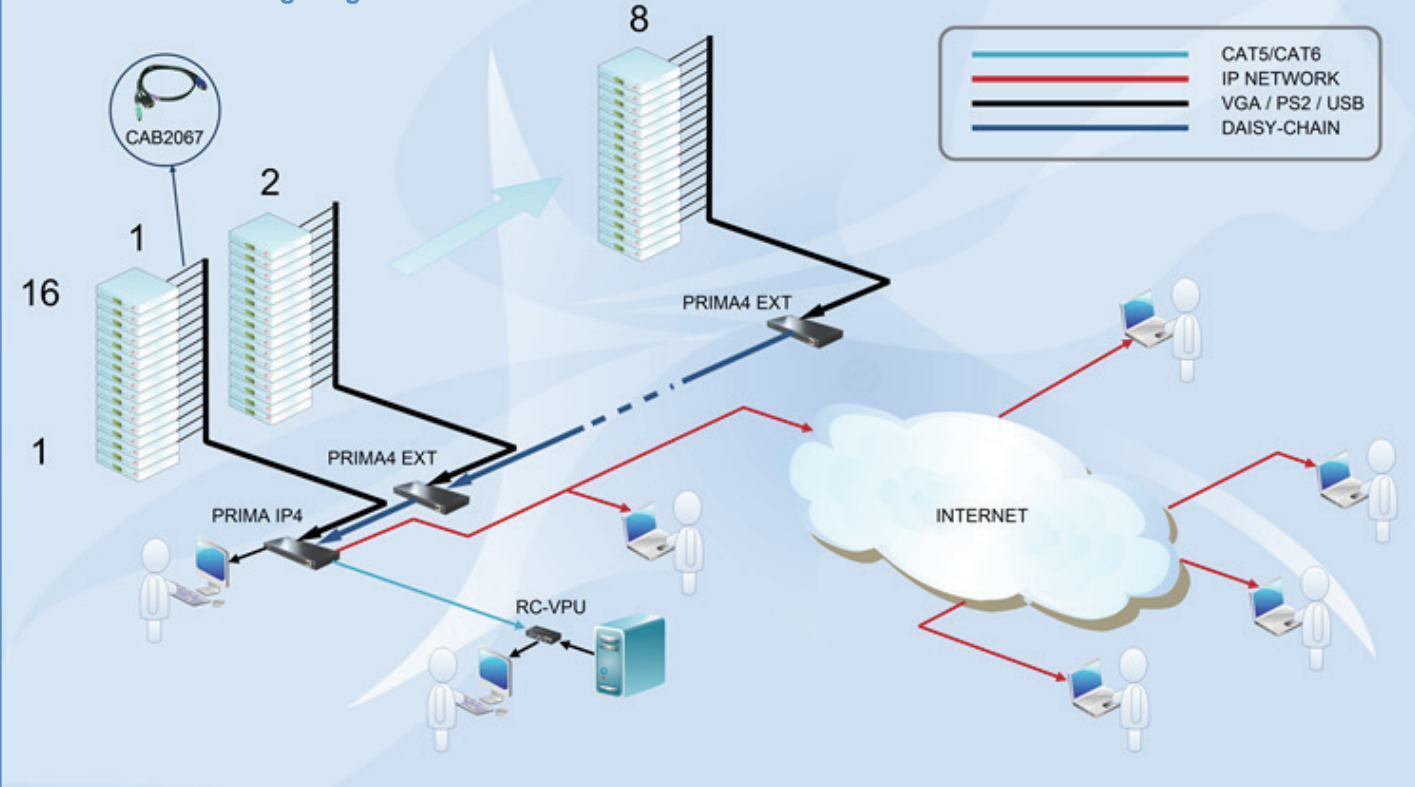 8
CAT5/CAT6
IP NETWORK
VGA / PS2 / USB
DAISY-CHAIN
CAB2067
2
1
16
PRIMA4 EXT
1
PRIMA4 EXT
PRIMA IP4
INTERNET
RC-VPU